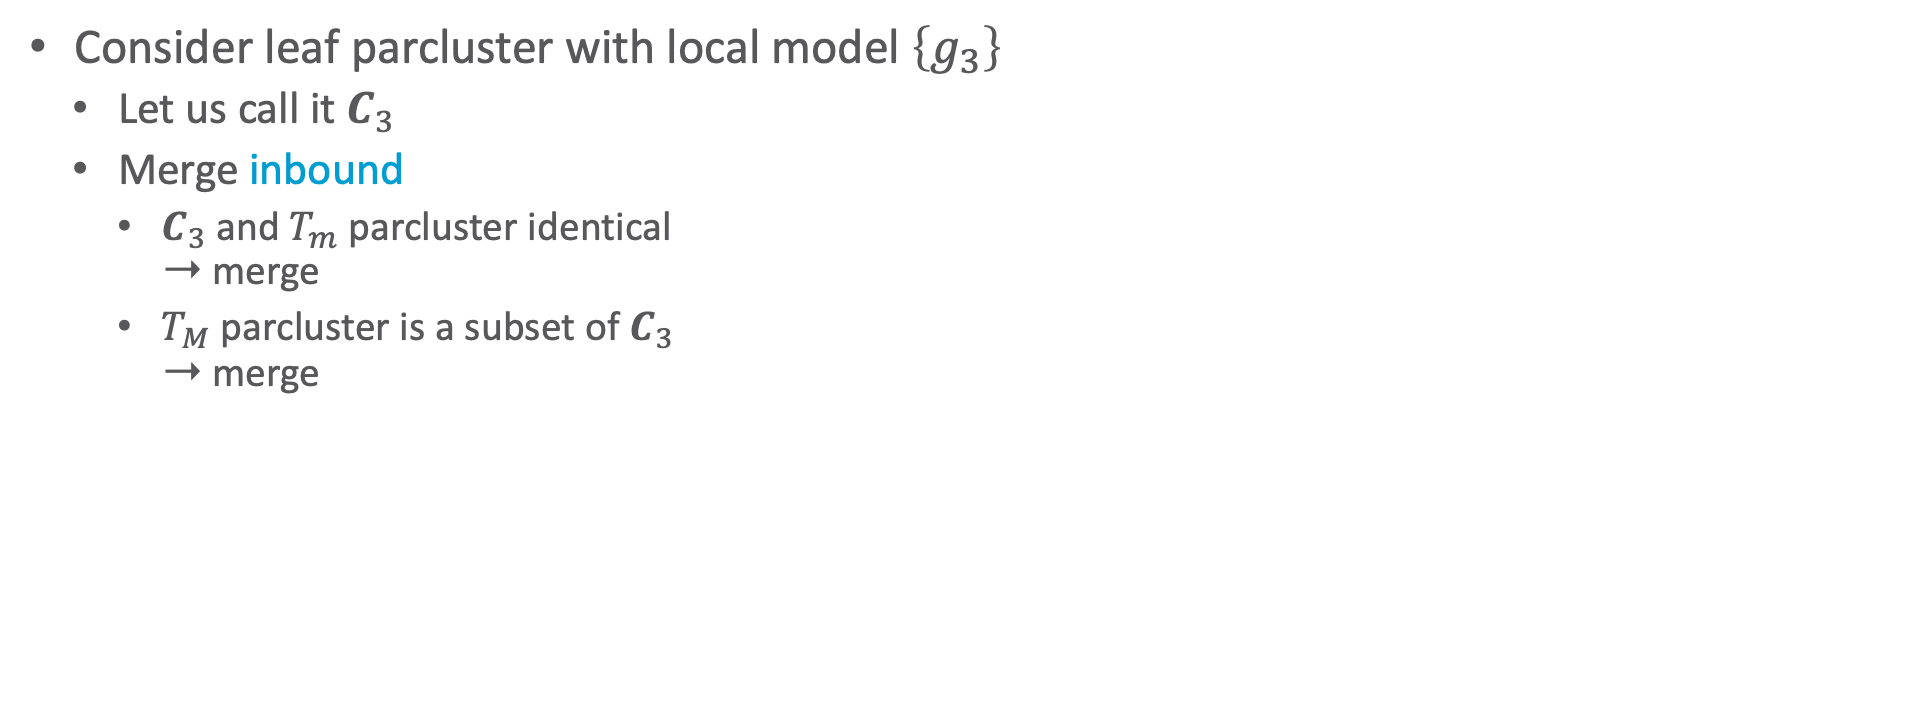 • Consider leaf parcluster with local model {g₃}
• Let us call it C₃
• Merge inbound
• C₃ and Tₘ parcluster identical
→ merge
• T_M parcluster is a subset of C₃
→ merge